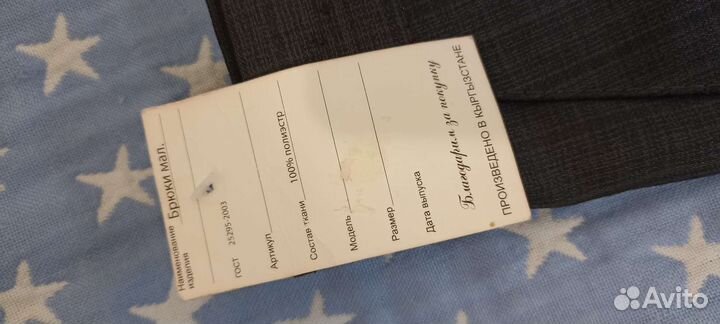 Наименование
изделия Брюки мал.
ГОСТ 25295-2003
Артикул
Состав ткани 100% полиэстр
Модель
Размер
Дата выпуска
Благдарим за покупку
ПРОИЗВЕДЕНО В КЫРГЫЗСТАНЕ
Avito